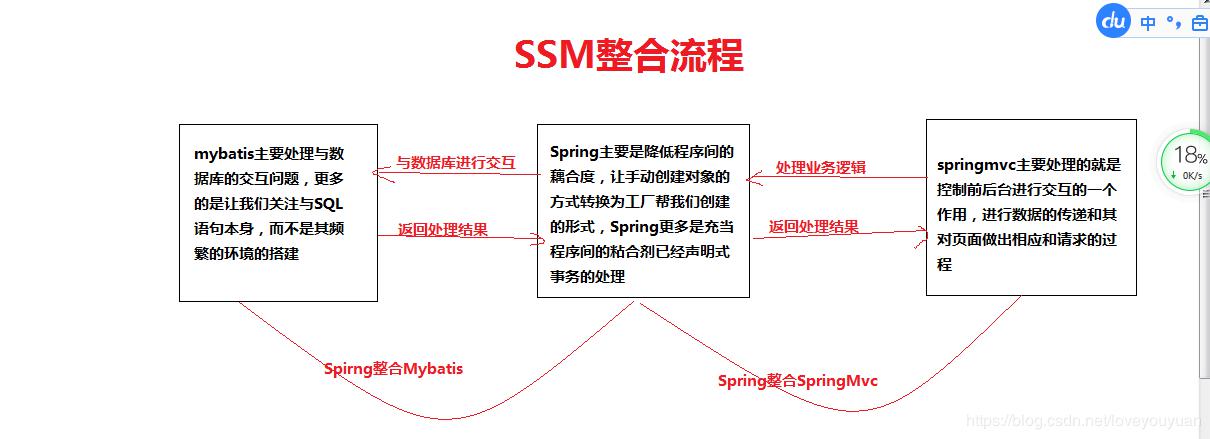 SSM整合流程
mybatis主要处理与数
据库的交互问题，更多
的是让我们关注与SQL
语句本身，而不是其频
繁的环境的搭建
与数据库进行交互
返回处理结果
Spring主要是降低程序间的
藕合度，让手动创建对象的
方式转换为工厂帮我们创建
的形式，Spring更多是充当
程序间的粘合剂已经声明式
事务的处理
处理业务逻辑
返回处理结果
springmvc主要处理的就是
控制前后台进行交互的一个
作用，进行数据的传递和其
对页面做出相应和请求的过
程
Spirng整合Mybatis
Spring整合SpringMvc
du 中 °，
18%
↓ 0K/s
https://blog.csdn.net/loveyouyuan